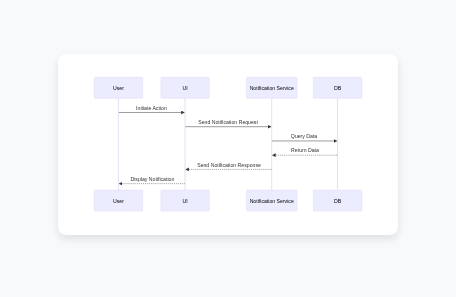 User UI Notification Service DB
Initiate Action
Send Notification Request
Query Data
Return Data
Send Notification Response
Display Notification
User UI Notification Service DB